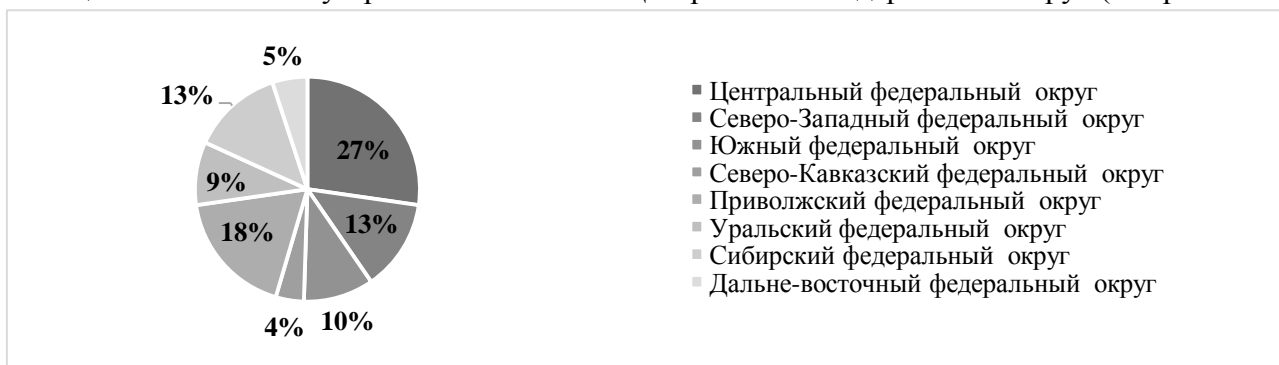 5%
13%
27%
9%
13%
18%
4%
10%
Центральный федеральный округ
Северо-Западный федеральный округ
Южный федеральный округ
Северо-Кавказский федеральный округ
Приволжский федеральный округ
Уральский федеральный округ
Сибирский федеральный округ
Дальне-восточный федеральный округ